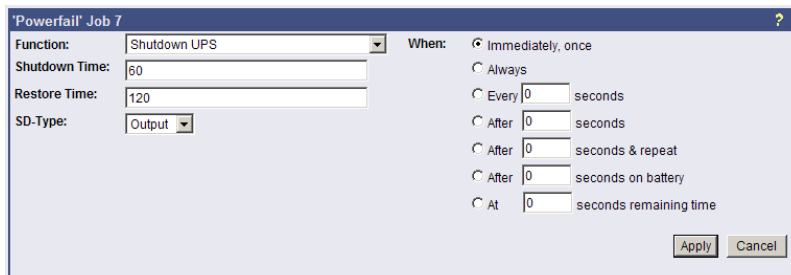 'Powerfail' Job 7 ?
Function: Shutdown UPS When: Immediately, once
Shutdown Time: 60 Always
Restore Time: 120 Every 0 seconds
SD-Type: Output After 0 seconds
After 0 seconds & repeat
After 0 seconds on battery
At 0 seconds remaining time
Apply Cancel